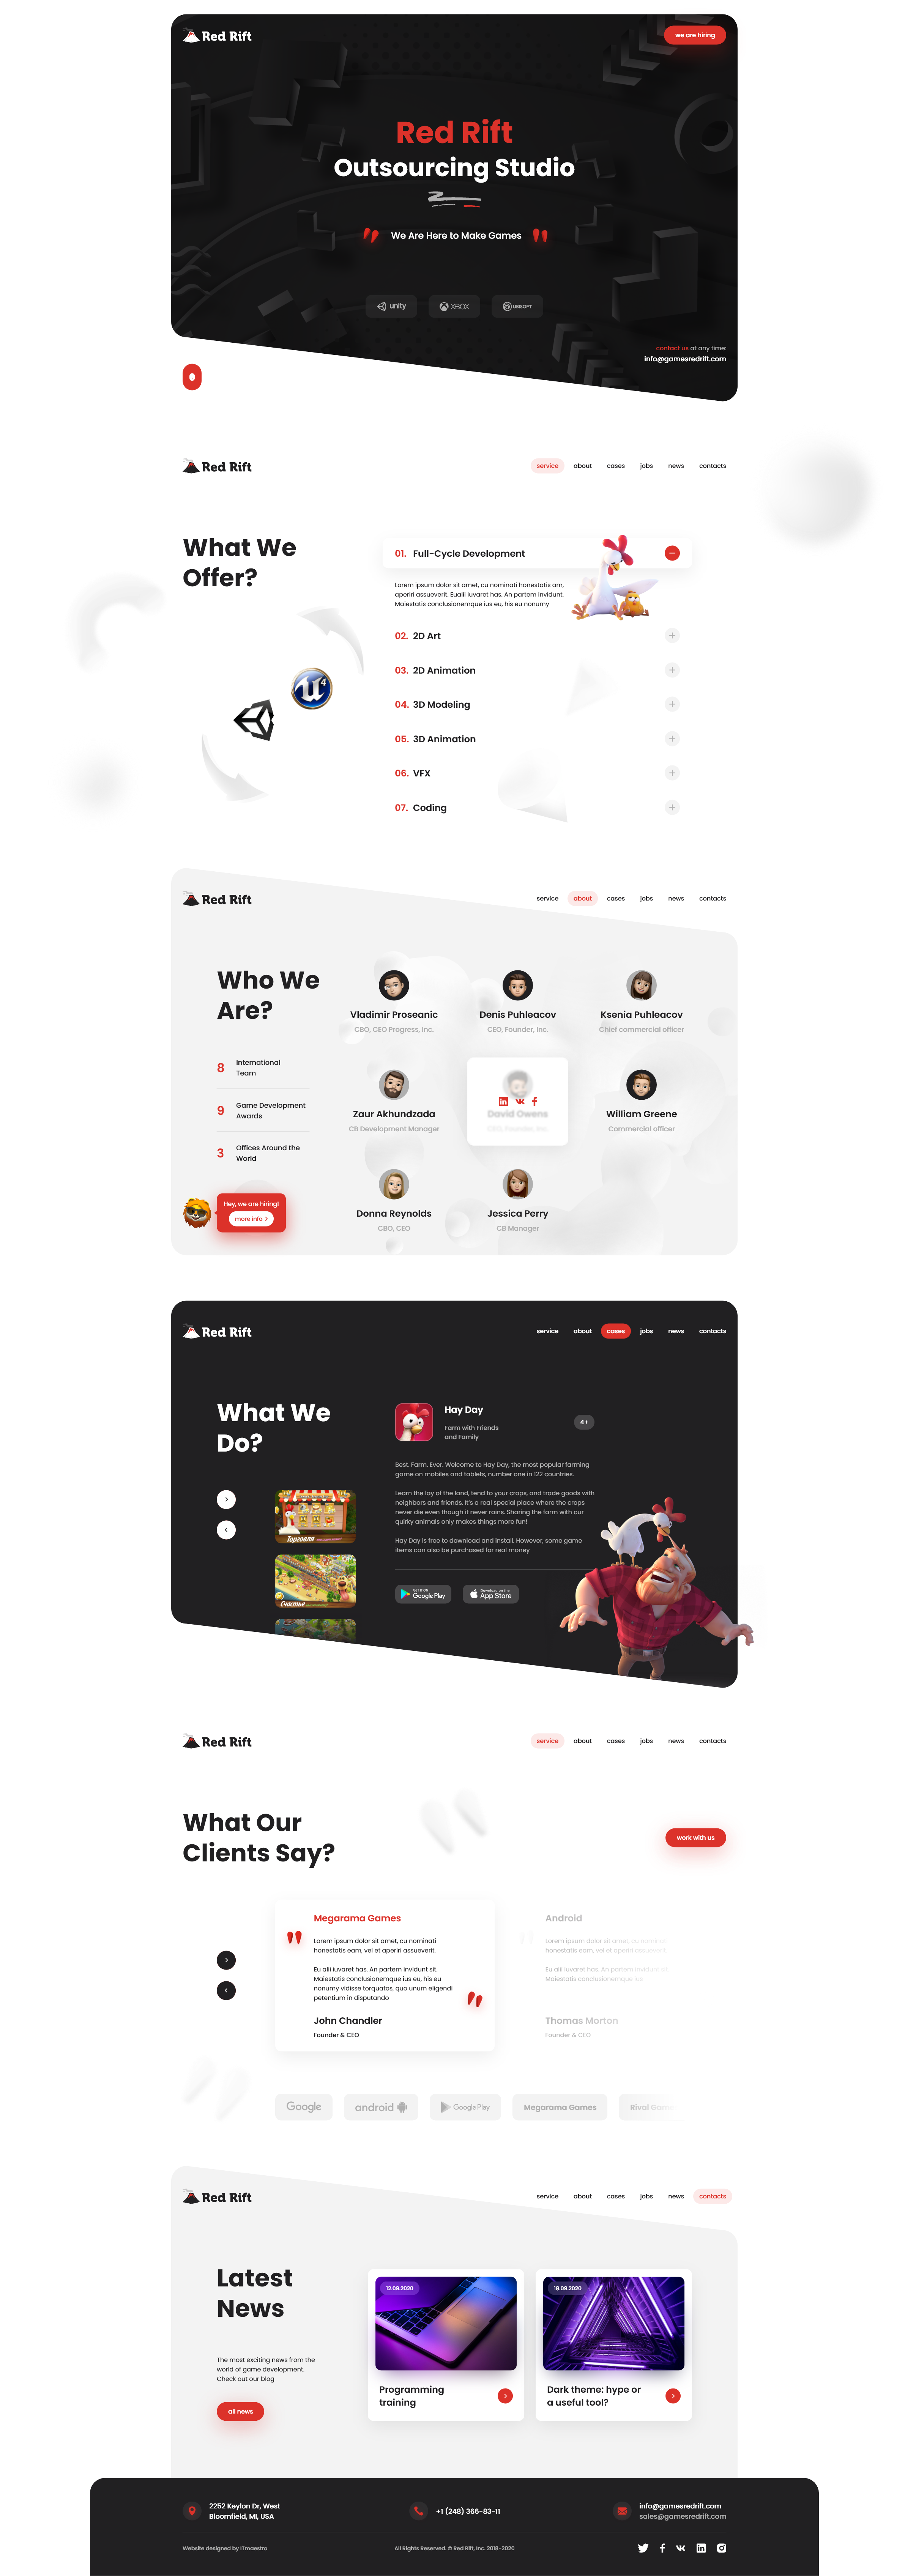 Red Rift
we are hiring
Red Rift
Outsourcing Studio
We Are Here to Make Games
unity
XBOX
UBISOFT
contact us at any time:
info@gamesredrift.com
Red Rift
service about cases jobs news contacts
What We
Offer?
01. Full-Cycle Development
Lorem ipsum dolor sit amet, cu nominati honestatis am,
aperiri assueverit. Eualii iuvaret has. An partem invidunt.
Maiestatis conclusionemque ius eu, his eu nonumy
02. 2D Art
03. 2D Animation
04. 3D Modeling
05. 3D Animation
06. VFX
07. Coding
U 4
Red Rift
service about cases jobs news contacts
Who We
Are?
8 International
Team
9 Game Development
Awards
3 Offices Around the
World
Hey, we are hiring!
more info
Vladimir Proseanic
CBO, CEO Progress, Inc.
Denis Puhleacov
CEO, Founder, Inc.
Ksenia Puhleacov
Chief commercial officer
Zaur Akhundzada
CB Development Manager
David Owens
CEO, Founder, Inc.
William Greene
Commercial officer
Donna Reynolds
CBO, CEO
Jessica Perry
CB Manager
Red Rift
service about cases jobs news contacts
What We
Do?
Торговля
Счастье
Hay Day
Farm with Friends
and Family
4+
Best. Farm. Ever. Welcome to Hay Day, the most popular farming
game on mobiles and tablets, number one in 122 countries.
Learn the lay of the land, tend to your crops, and trade goods with
neighbors and friends. It's a real special place where the crops
never die even though it never rains. Sharing the farm with our
quirky animals only makes things more fun!
Hay Day is free to download and install. However, some game
items can also be purchased for real money
GET IT ON
Google Play
Download on the
App Store
Red Rift
service about cases jobs news contacts
What Our
Clients Say?
work with us
Megarama Games
Lorem ipsum dolor sit amet, cu nominati
honestatis eam, vel et aperiri assueverit.
Eu alii iuvaret has. An partem invidunt sit.
Maiestatis conclusionemque ius eu, his eu
nonumy vidisse torquatos, quo unum eligendi
petentium in disputando
John Chandler
Founder & CEO
Android
Lorem ipsum dolor sit amet, cu nominati
honestatis eam, vel et aperiri assueverit
Eu alii iuvaret has. An partem invidunt sit
Maiestatis conclusionemque ius
Thomas Morton
Founder & CEO
Google
android
Google Play
Megarama Games
Rival Games
Red Rift
service about cases jobs news contacts
Latest
News
The most exciting news from the
world of game development.
Check out our blog
all news
12.09.2020
Programming
training
18.09.2020
Dark theme: hype or
a useful tool?
2252 Keylon Dr, West
Bloomfield, MI, USA
+1 (248) 366-83-11
info@gamesredrift.com
sales@gamesredrift.com
Website designed by ITmaestro
All Rights Reserved. © Red Rift, Inc. 2018-2020